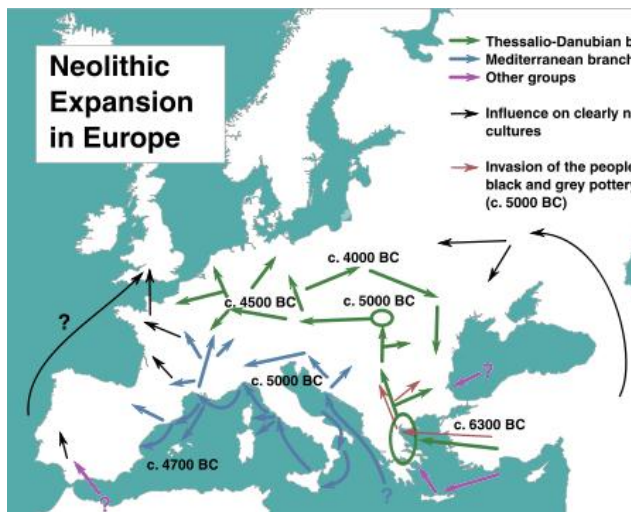 Neolithic
Expansion
in Europe
Thessalio-Danubian
Mediterranean branch
Other groups
Influence on clearly
cultures
Invasion of the people
black and grey pottery
(c. 5000 BC)
c. 4000 BC
c. 4500 BC
c. 5000 BC
?
?
c. 5000 BC
c. 6300 BC
c. 4700 BC
?
?